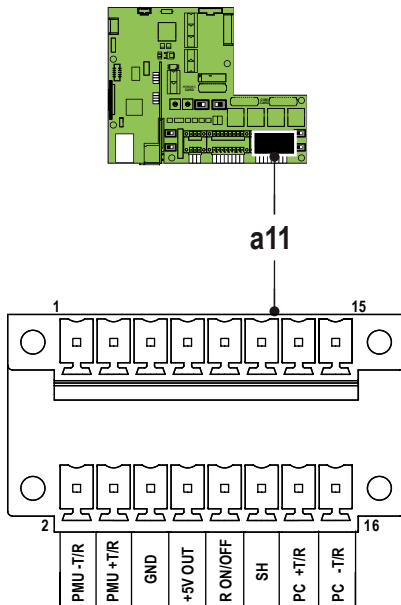 a11
1 15
2 16
PMU -T/R
PMU +T/R
GND
+5V OUT
R ON/OFF
SH
PC +T/R
PC -T/R